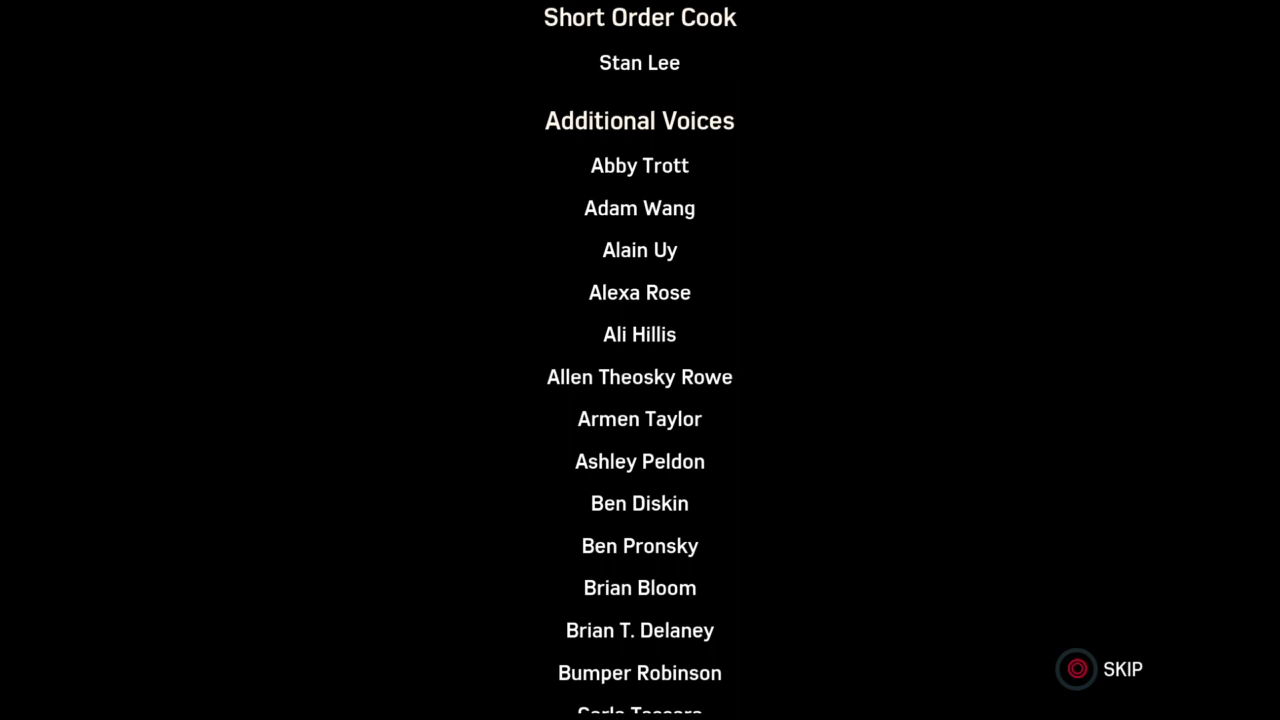 Short Order Cook
Stan Lee
Additional Voices
Abby Trott
Adam Wang
Alain Uy
Alexa Rose
Ali Hillis
Allen Theosky Rowe
Armen Taylor
Ashley Peldon
Ben Diskin
Ben Pronsky
Brian Bloom
Brian T. Delaney
Bumper Robinson
SKIP